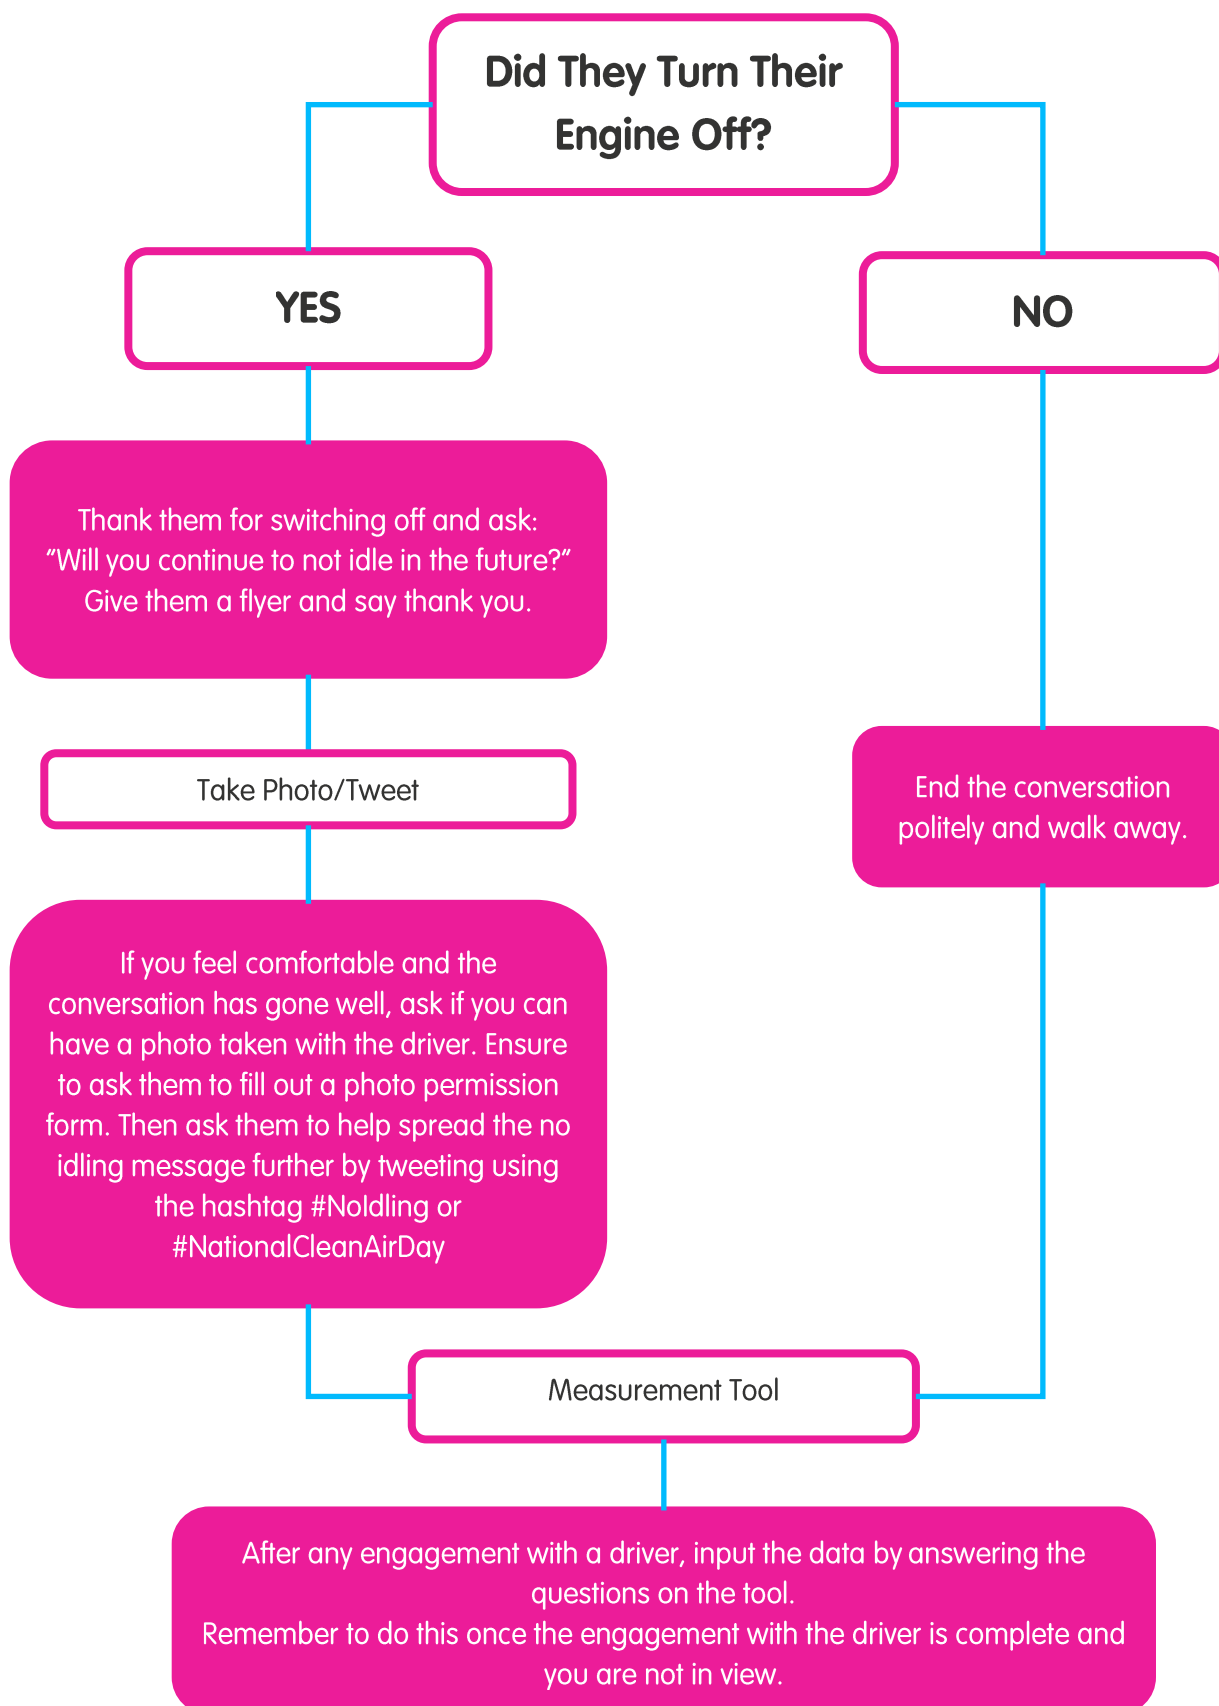 Did They Turn Their
Engine Off?
YES
NO
Thank them for switching off and ask:
"Will you continue to not idle in the future?"
Give them a flyer and say thank you.
Take Photo/Tweet
End the conversation
politely and walk away.
If you feel comfortable and the
conversation has gone well, ask if you can
have a photo taken with the driver. Ensure
to ask them to fill out a photo permission
form. Then ask them to help spread the no
idling message further by tweeting using
the hashtag #NoIdling or
#NationalCleanAirDay
Measurement Tool
After any engagement with a driver, input the data by answering the
questions on the tool.
Remember to do this once the engagement with the driver is complete and
you are not in view.